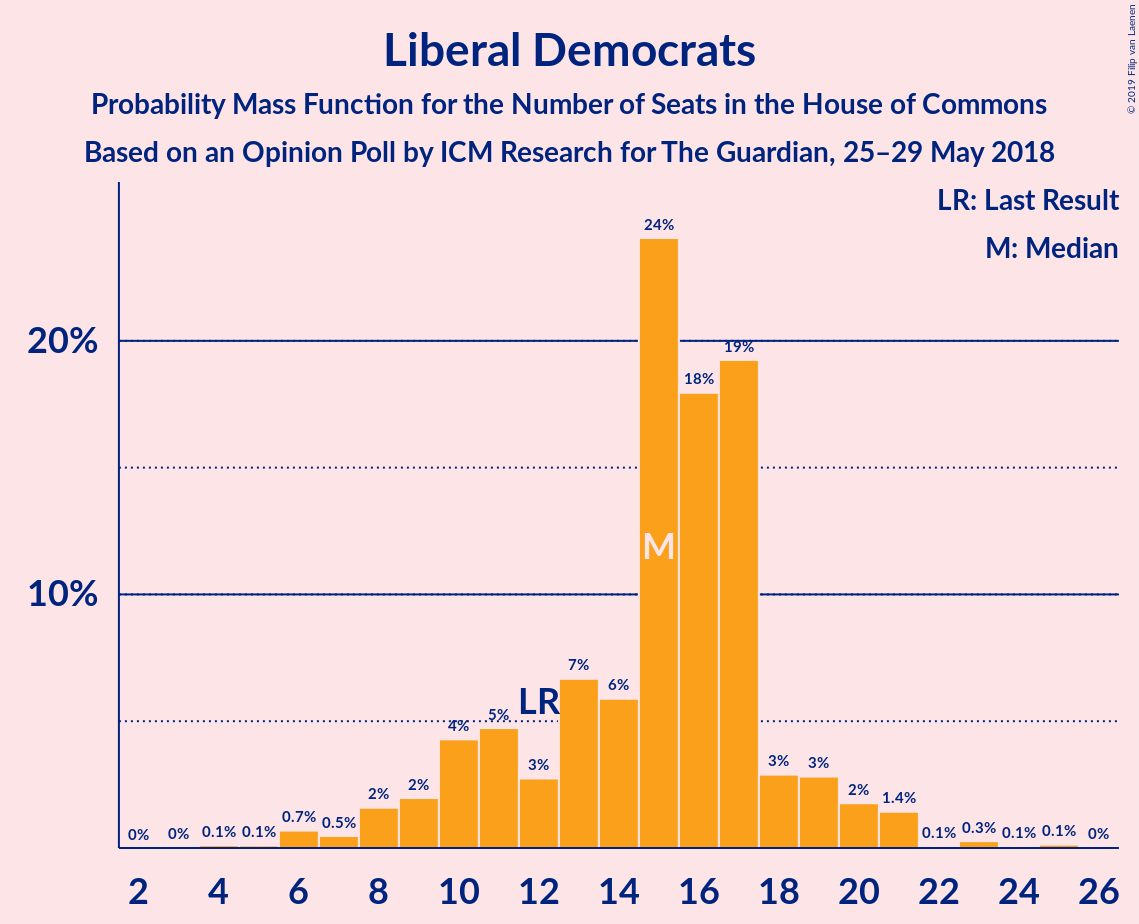 Liberal Democrats
Probability Mass Function for the Number of Seats in the House of Commons
Based on an Opinion Poll by ICM Research for The Guardian, 25–29 May 2018
© 2019 Filip van Laenen
LR: Last Result
M: Median
20%
10%
0% 0% 0.1% 0.1% 0.7% 0.5% 2% 2% 4% 5% 3% 7% 6% 24% 18% 19% 3% 3% 2% 1.4% 0.1% 0.3% 0.1% 0.1% 0%
LR
M
2 4 6 8 10 12 14 16 18 20 22 24 26